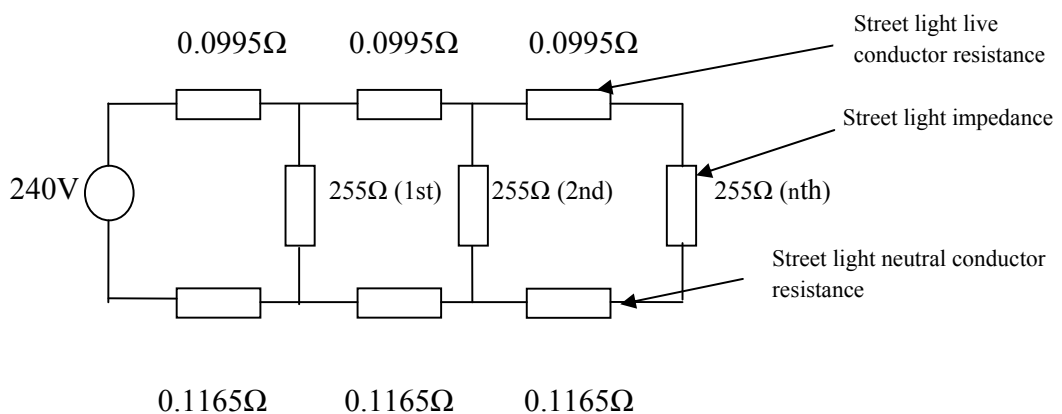 Street light live
conductor resistance
0.0995Ω 0.0995Ω 0.0995Ω
Street light impedance
240V 255Ω (1st) 255Ω (2nd) 255Ω (nth)
Street light neutral conductor
resistance
0.1165Ω 0.1165Ω 0.1165Ω